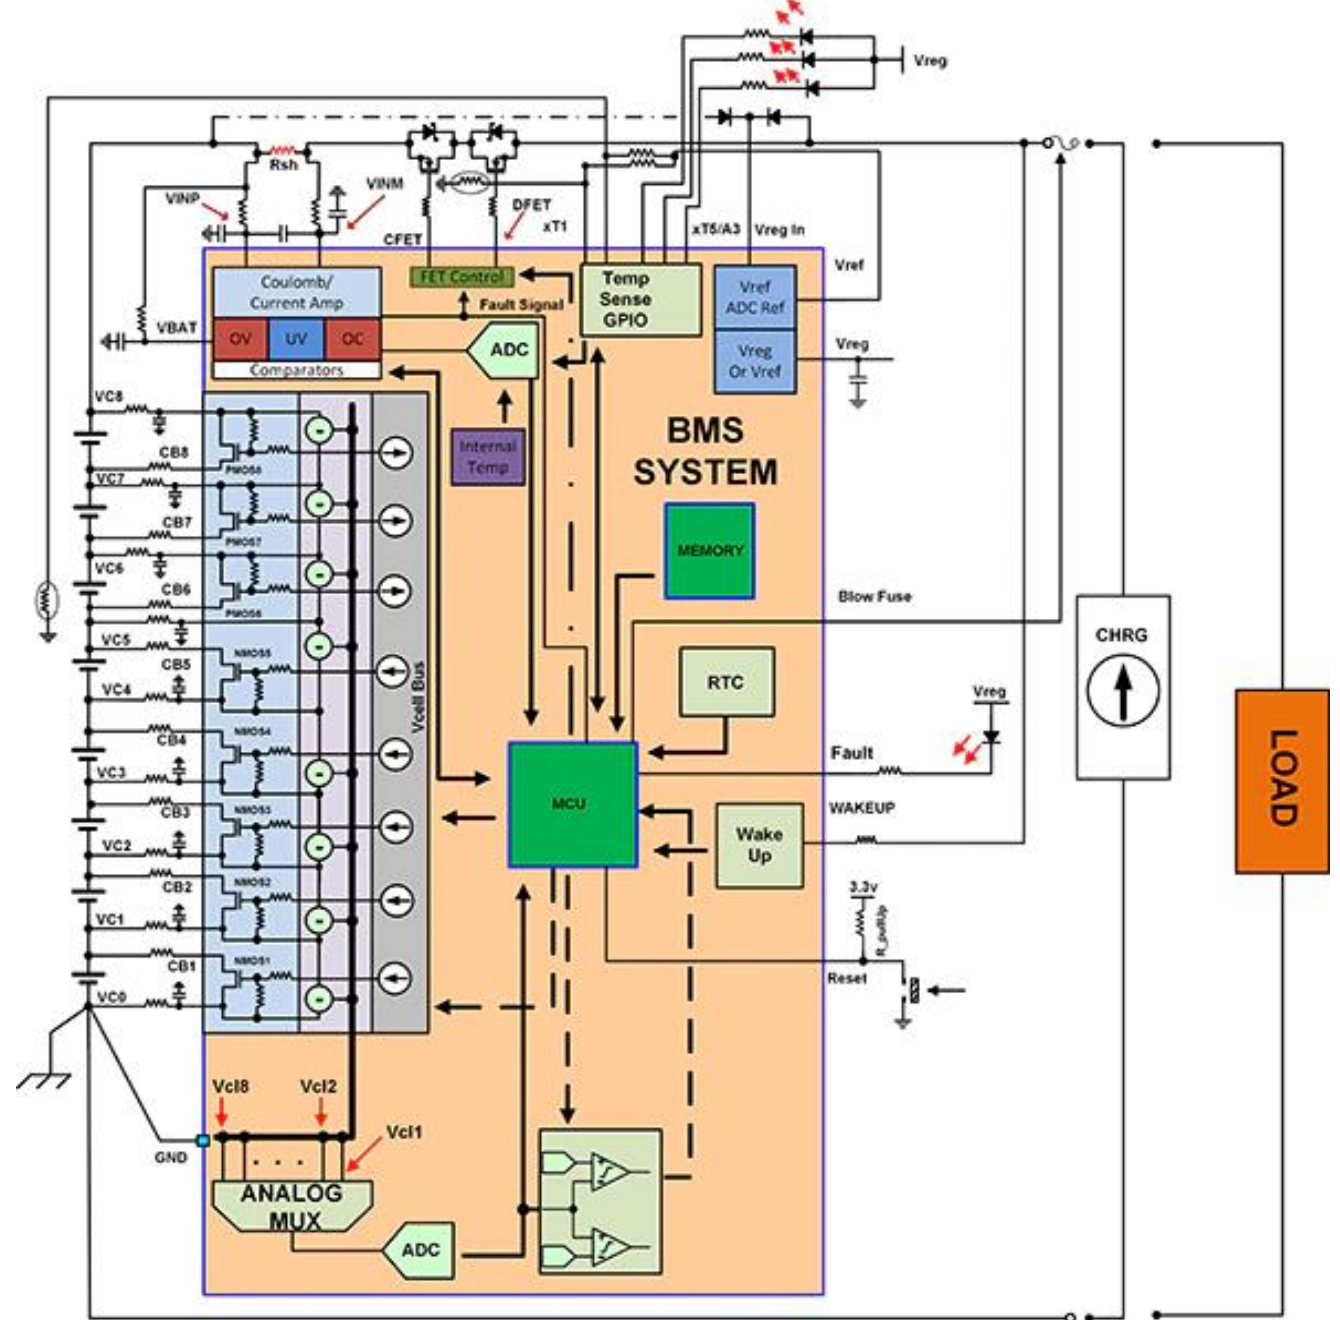 Vreg
Rsh
VINP
VINM
DFET
CFET
xT1
xT5/A3
Vreg In
Vref
Coulomb/
Current Amp
FET Control
Fault Signal
Temp
Sense
GPIO
Vref
ADC Ref
VBAT
OV
UV
OC
Comparators
ADC
Vreg
Or Vref
Vreg
VC8
CB8
PMOS8
VC7
CB7
PMOS7
VC6
CB6
PMOS6
VC5
CB5
NMOS5
VC4
CB4
NMOS4
VC3
CB3
NMOS3
VC2
CB2
NMOS2
VC1
CB1
NMOS1
VC0
Vcell Bus
Internal
Temp
BMS
SYSTEM
MEMORY
Blow Fuse
CHRG
RTC
Vreg
LOAD
Fault
MCU
WAKEUP
Wake
Up
3.3v
R_pullUp
Reset
Vcl8
Vcl2
Vcl1
GND
. . .
ANALOG
MUX
ADC